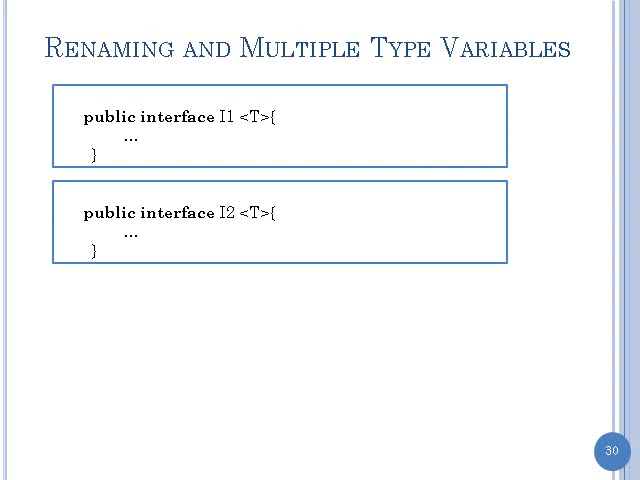 RENAMING AND MULTIPLE TYPE VARIABLES
public interface I1 <T>{
...
}
public interface I2 <T>{
...
}
30